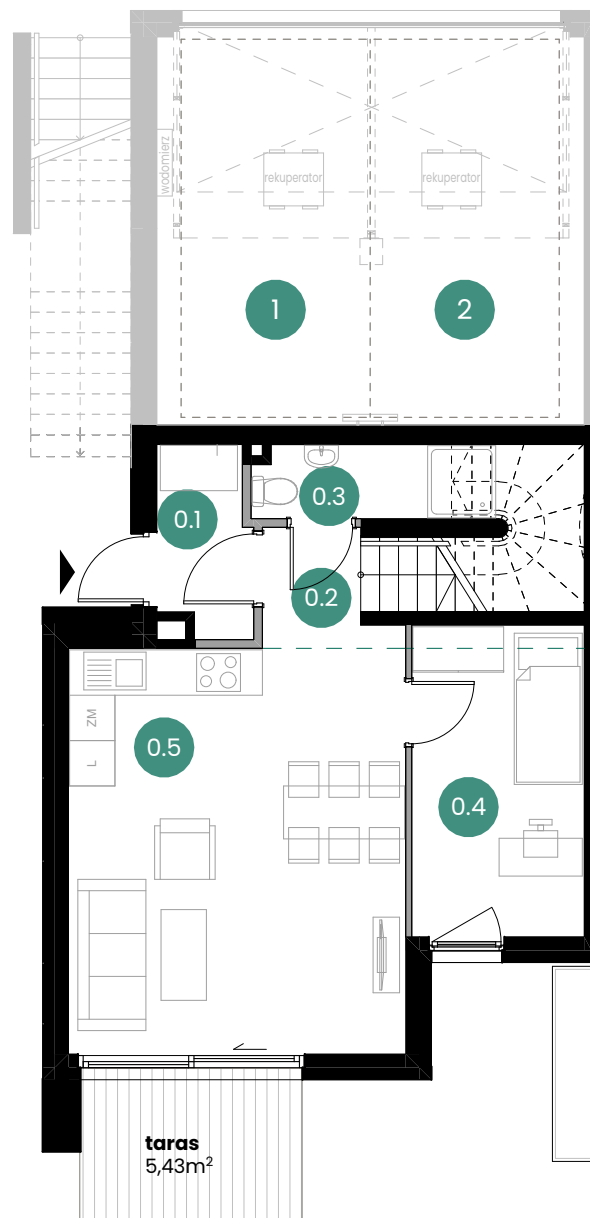 wodomierz
rekuperator
rekuperator
1
2
0.1
0.3
0.2
ZM
L
0.5
0.4
taras
5,43m²